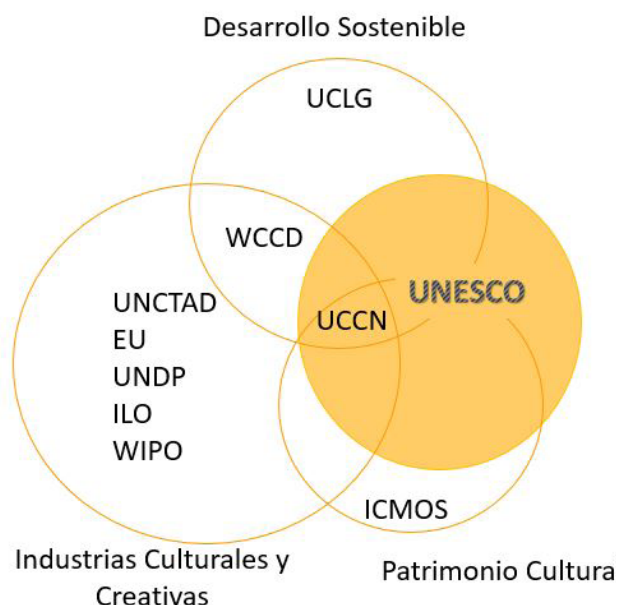 Desarrollo Sostenible
UCLG
WCCD
UNESCO
UCCN
UNCTAD
EU
UNDP
ILO
WIPO
ICMOS
Industrias Culturales y
Creativas
Patrimonio Cultura